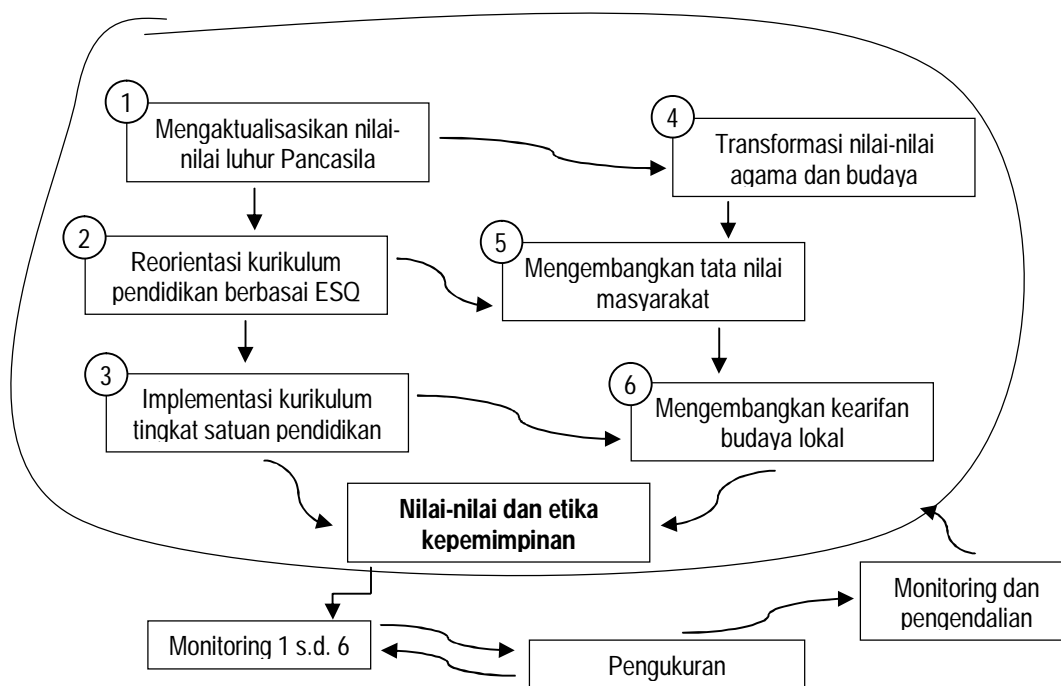 1
Mengaktualisasikan nilai-
nilai luhur Pancasila
4
Transformasi nilai-nilai
agama dan budaya
2
Reorientasi kurikulum
pendidikan berbasai ESQ
5
Mengembangkan tata nilai
masyarakat
3
Implementasi kurikulum
tingkat satuan pendidikan
6
Mengembangkan kearifan
budaya lokal
Nilai-nilai dan etika
kepemimpinan
Monitoring dan
pengendalian
Monitoring 1 s.d. 6
Pengukuran